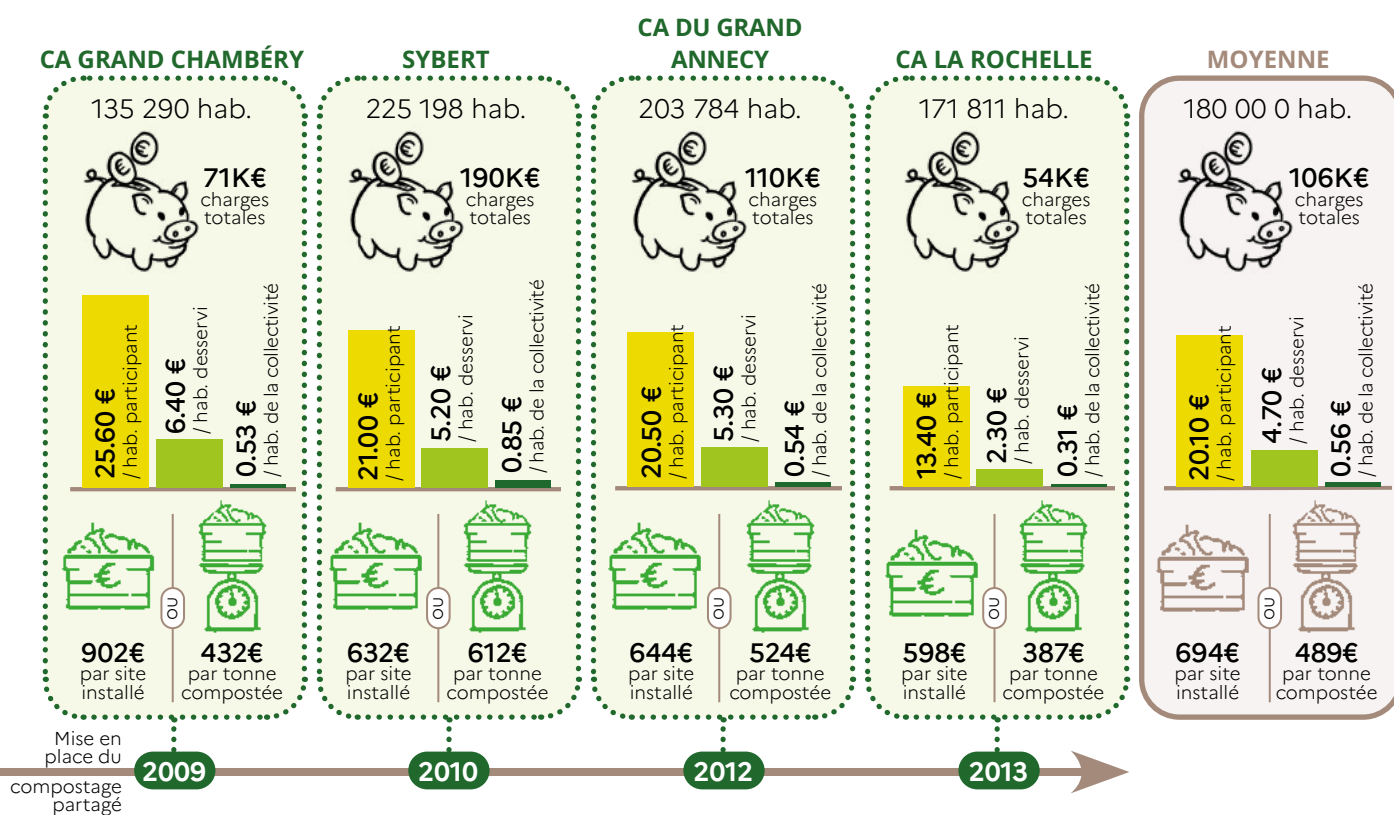 CA GRAND CHAMBÉRY
135 290 hab.
71K€
charges
totales
25.60 €
/ hab. participant
6.40 €
/ hab. desservi
0.53 €
/ hab. de la collectivité
€
ou
902€
par site
installé
432€
par tonne
compostée
SYBERT
225 198 hab.
190K€
charges
totales
21.00 €
/ hab. participant
5.20 €
/ hab. desservi
0.85 €
/ hab. de la collectivité
€
ou
632€
par site
installé
612€
par tonne
compostée
CA DU GRAND
ANNECY
203 784 hab.
110K€
charges
totales
20.50 €
/ hab. participant
5.30 €
/ hab. desservi
0.54 €
/ hab. de la collectivité
€
ou
644€
par site
installé
524€
par tonne
compostée
CA LA ROCHELLE
171 811 hab.
54K€
charges
totales
13.40 €
/ hab. participant
2.30 €
/ hab. desservi
0.31 €
/ hab. de la collectivité
€
ou
598€
par site
installé
387€
par tonne
compostée
MOYENNE
180 00 0 hab.
106K€
charges
totales
20.10 €
/ hab. participant
4.70 €
/ hab. desservi
0.56 €
/ hab. de la collectivité
€
ou
694€
par site
installé
489€
par tonne
compostée
Mise en
place du
compostage
partagé
2009
2010
2012
2013